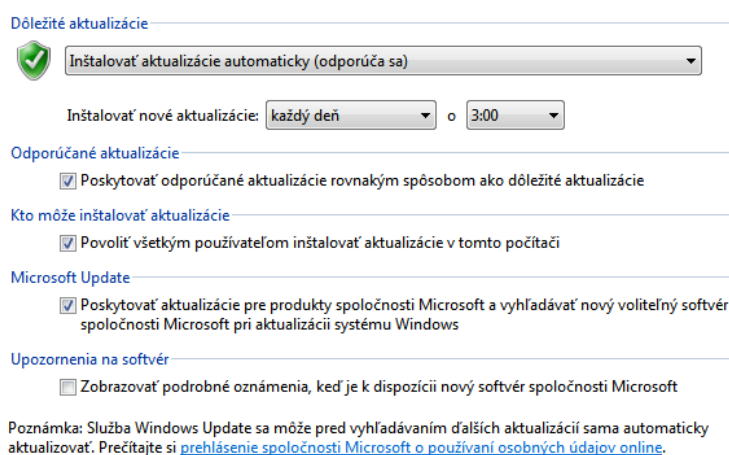 Dôležité aktualizácie
Inštalovať aktualizácie automaticky (odporúča sa)
Inštalovať nové aktualizácie: každý deň o 3:00
Odporúčané aktualizácie
Poskytovať odporúčané aktualizácie rovnakým spôsobom ako dôležité aktualizácie
Kto môže inštalovať aktualizácie
Povoliť všetkým používateľom inštalovať aktualizácie v tomto počítači
Microsoft Update
Poskytovať aktualizácie pre produkty spoločnosti Microsoft a vyhľadávať nový voliteľný softvér
spoločnosti Microsoft pri aktualizácii systému Windows
Upozornenia na softvér
Zobrazovať podrobné oznámenia, keď je k dispozícii nový softvér spoločnosti Microsoft
Poznámka: Služba Windows Update sa môže pred vyhľadávaním ďalších aktualizácií sama automaticky
aktualizovať. Prečítajte si prehlásenie spoločnosti Microsoft o používaní osobných údajov online.